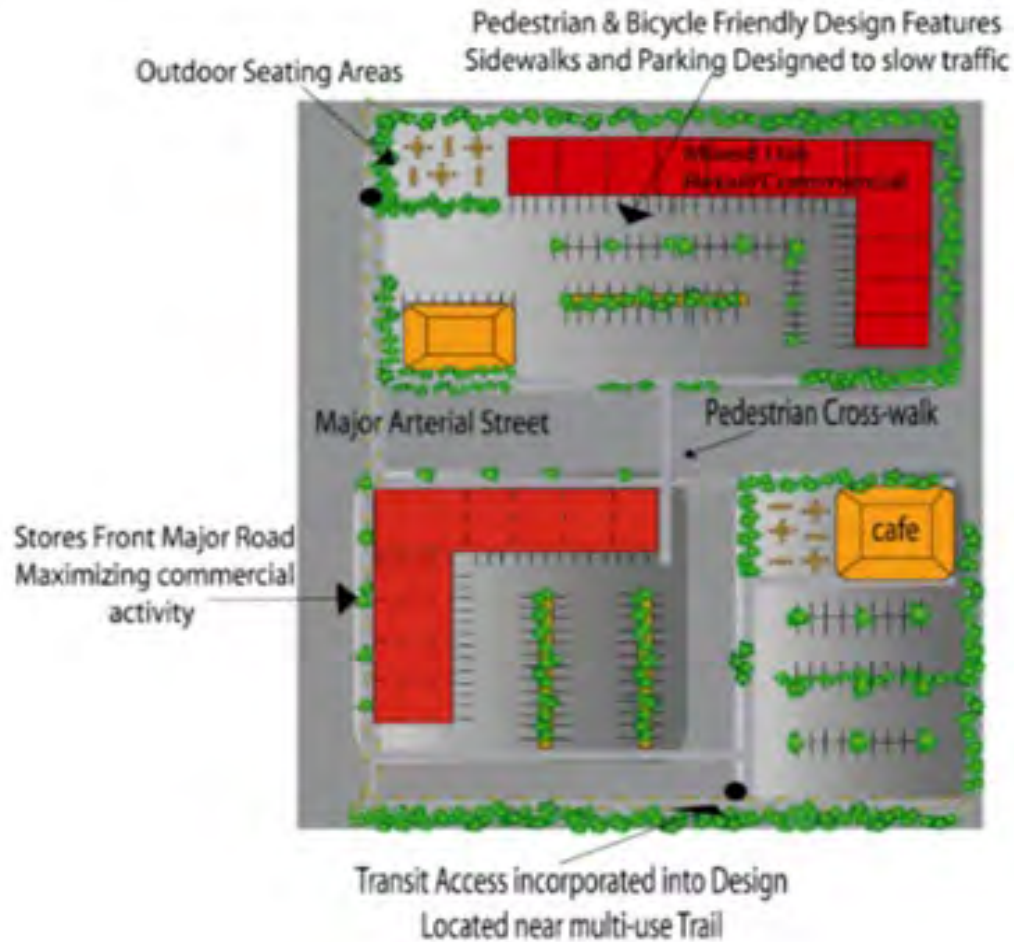 Pedestrian & Bicycle Friendly Design Features
Sidewalks and Parking Designed to slow traffic
Outdoor Seating Areas
Mixed Use
Retail/Commercial
Major Arterial Street
Pedestrian Cross-walk
cafe
Stores Front Major Road
Maximizing commercial
activity
Transit Access incorporated into Design
Located near multi-use Trail